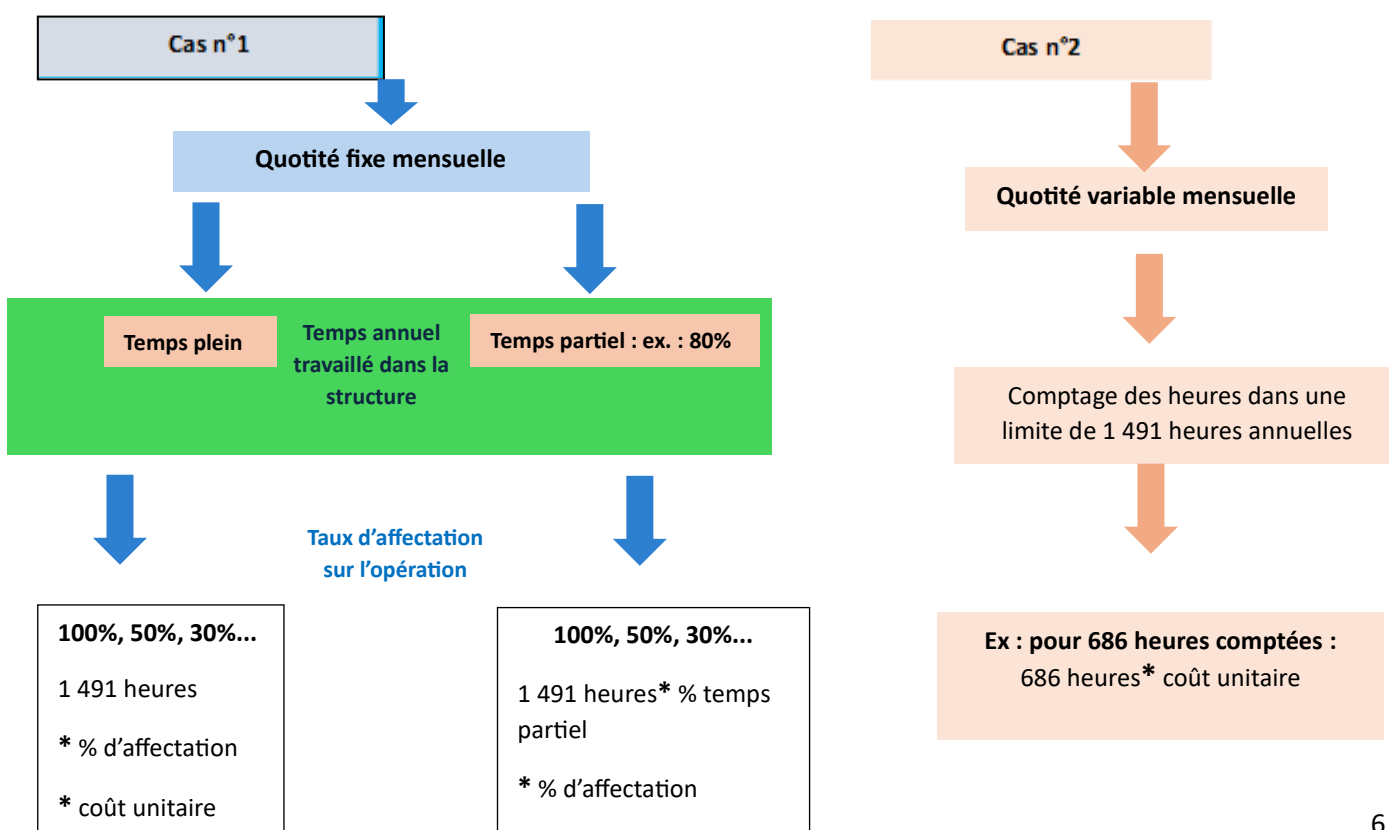 Cas n°1
Quotité fixe mensuelle
Temps plein
Temps annuel
travaillé dans la
structure
Temps partiel : ex. : 80%
Taux d’affectation
sur l’opération
100%, 50%, 30%...
1 491 heures
* % d’affectation
* coût unitaire
100%, 50%, 30%...
1 491 heures* % temps
partiel
* % d’affectation
Cas n°2
Quotité variable mensuelle
Comptage des heures dans une
limite de 1 491 heures annuelles
Ex : pour 686 heures comptées :
686 heures* coût unitaire
6